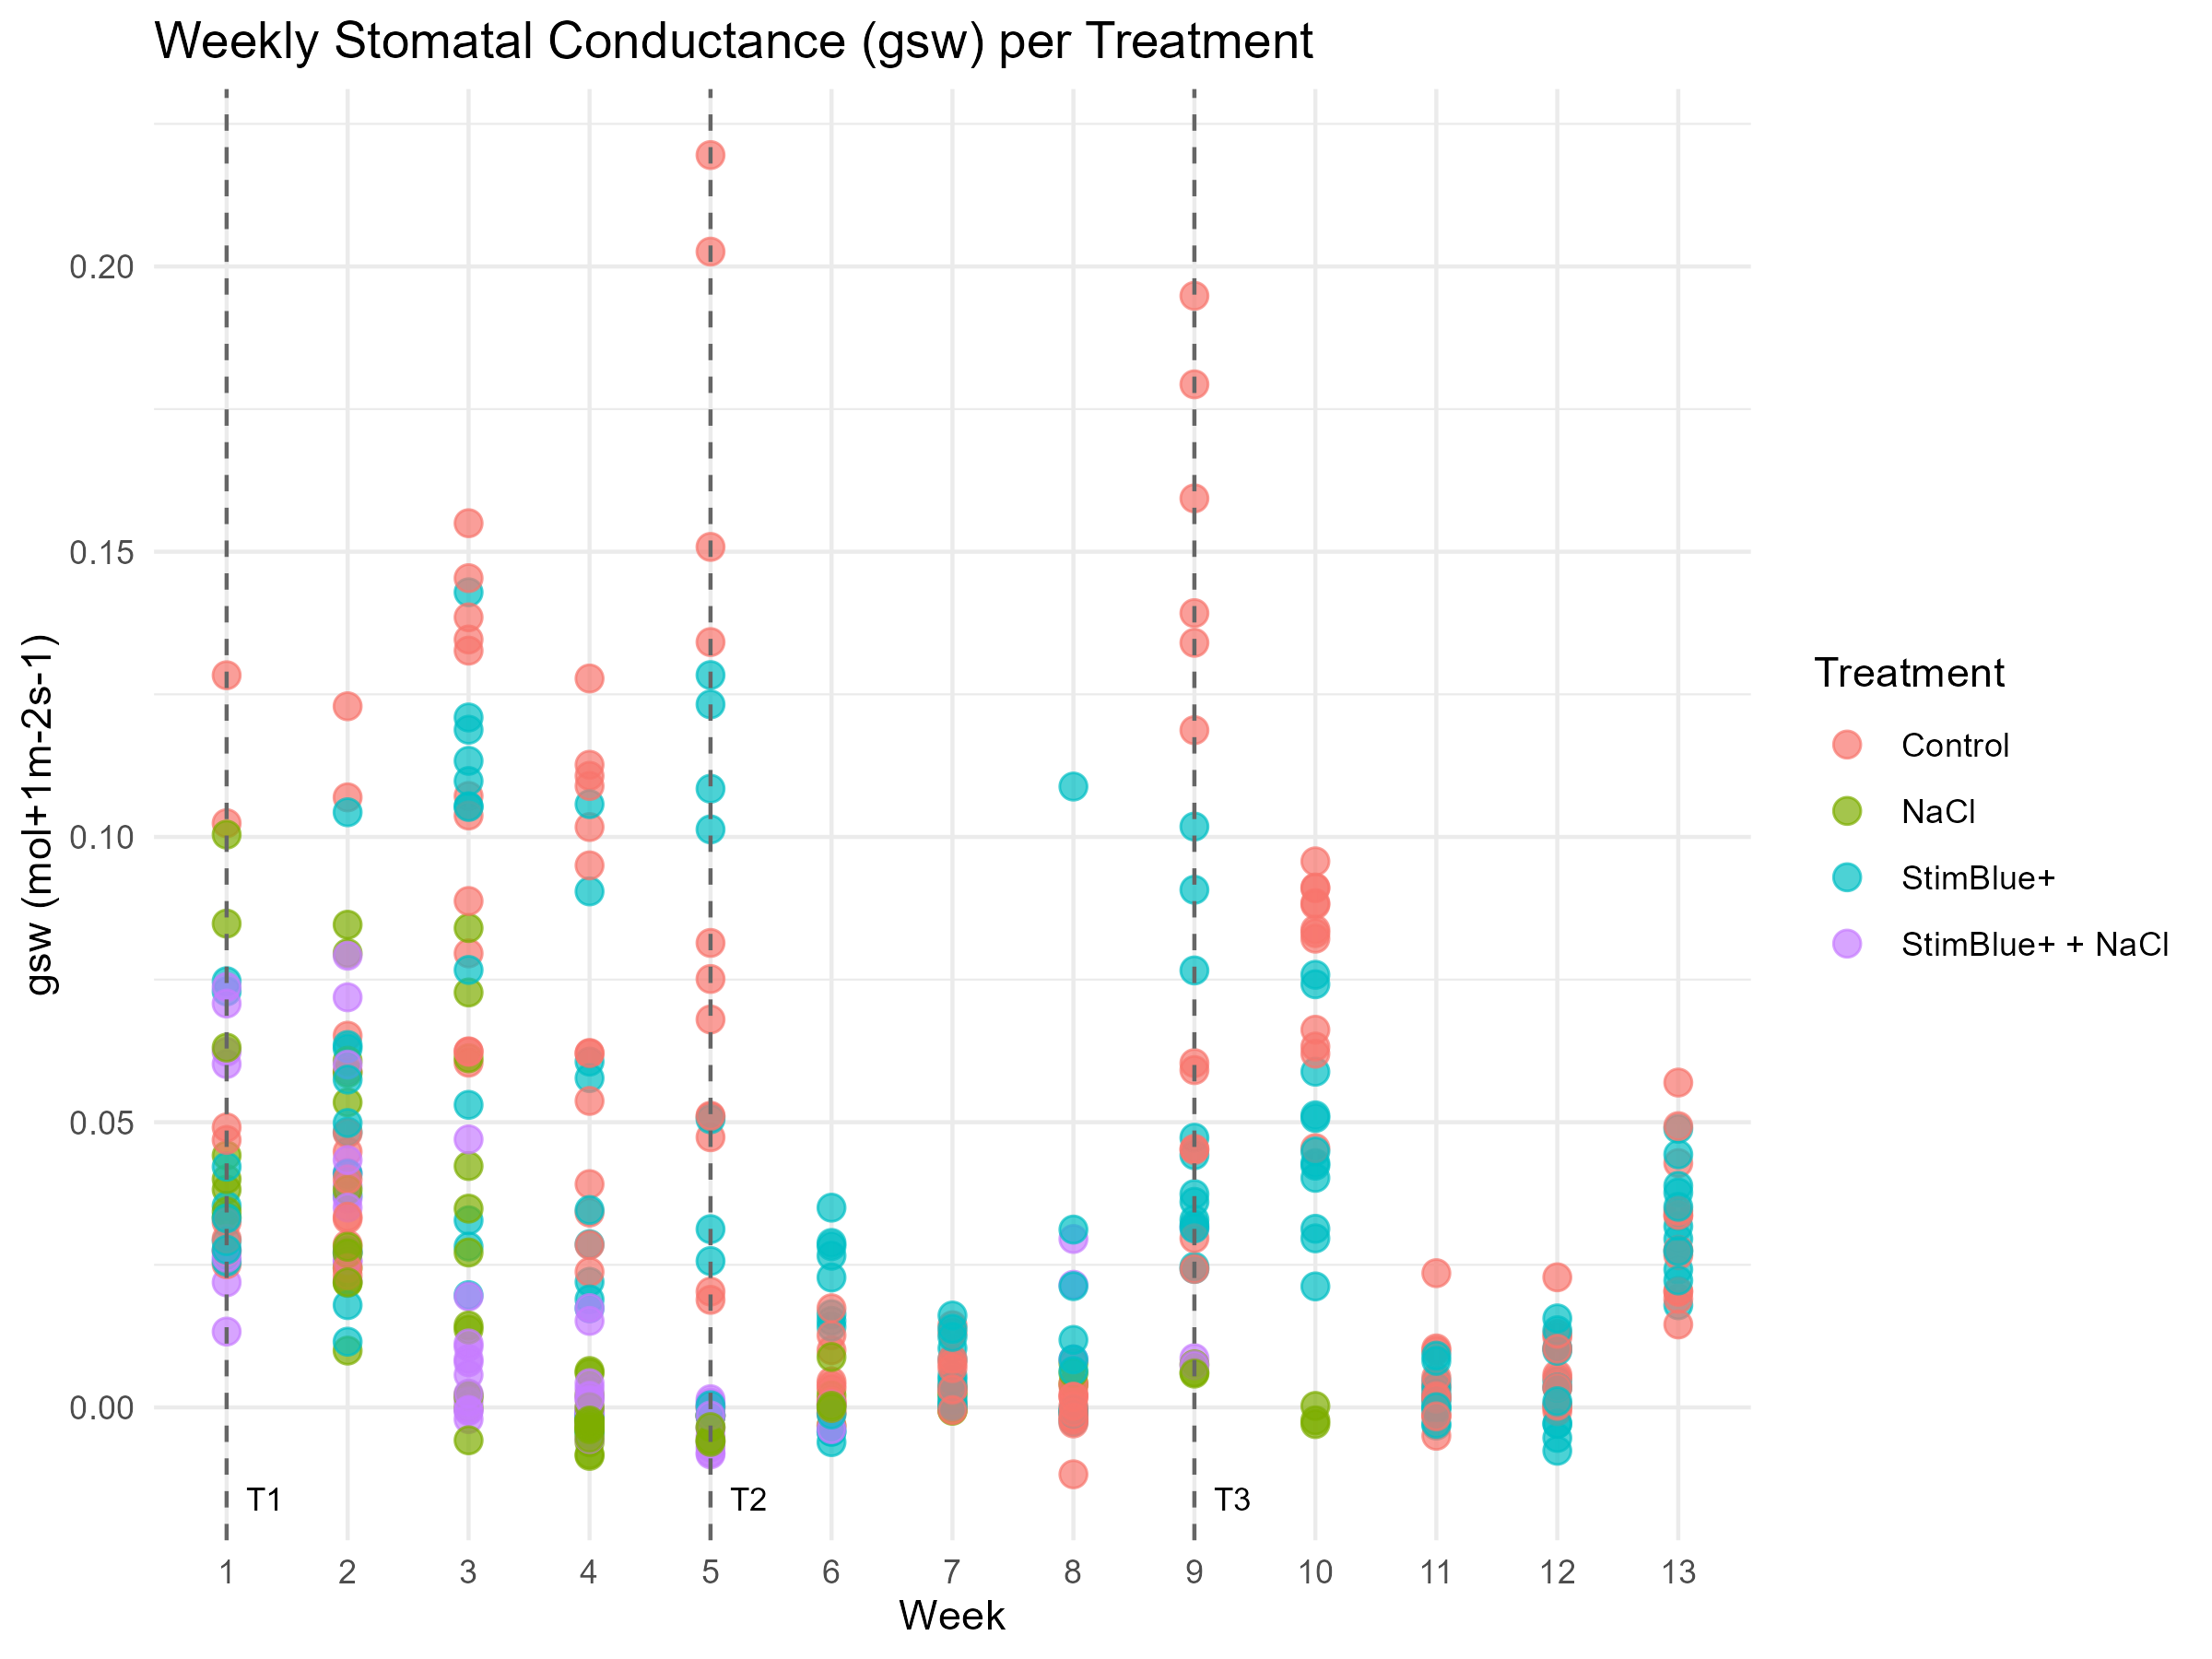 Weekly Stomatal Conductance (gsw) per Treatment
gsw (mol+1m-2s-1)
0.20
0.15
0.10
0.05
0.00
T1
T2
T3
1 2 3 4 5 6 7 8 9 10 11 12 13
Week
Treatment
Control
NaCl
StimBlue+
StimBlue+ + NaCl